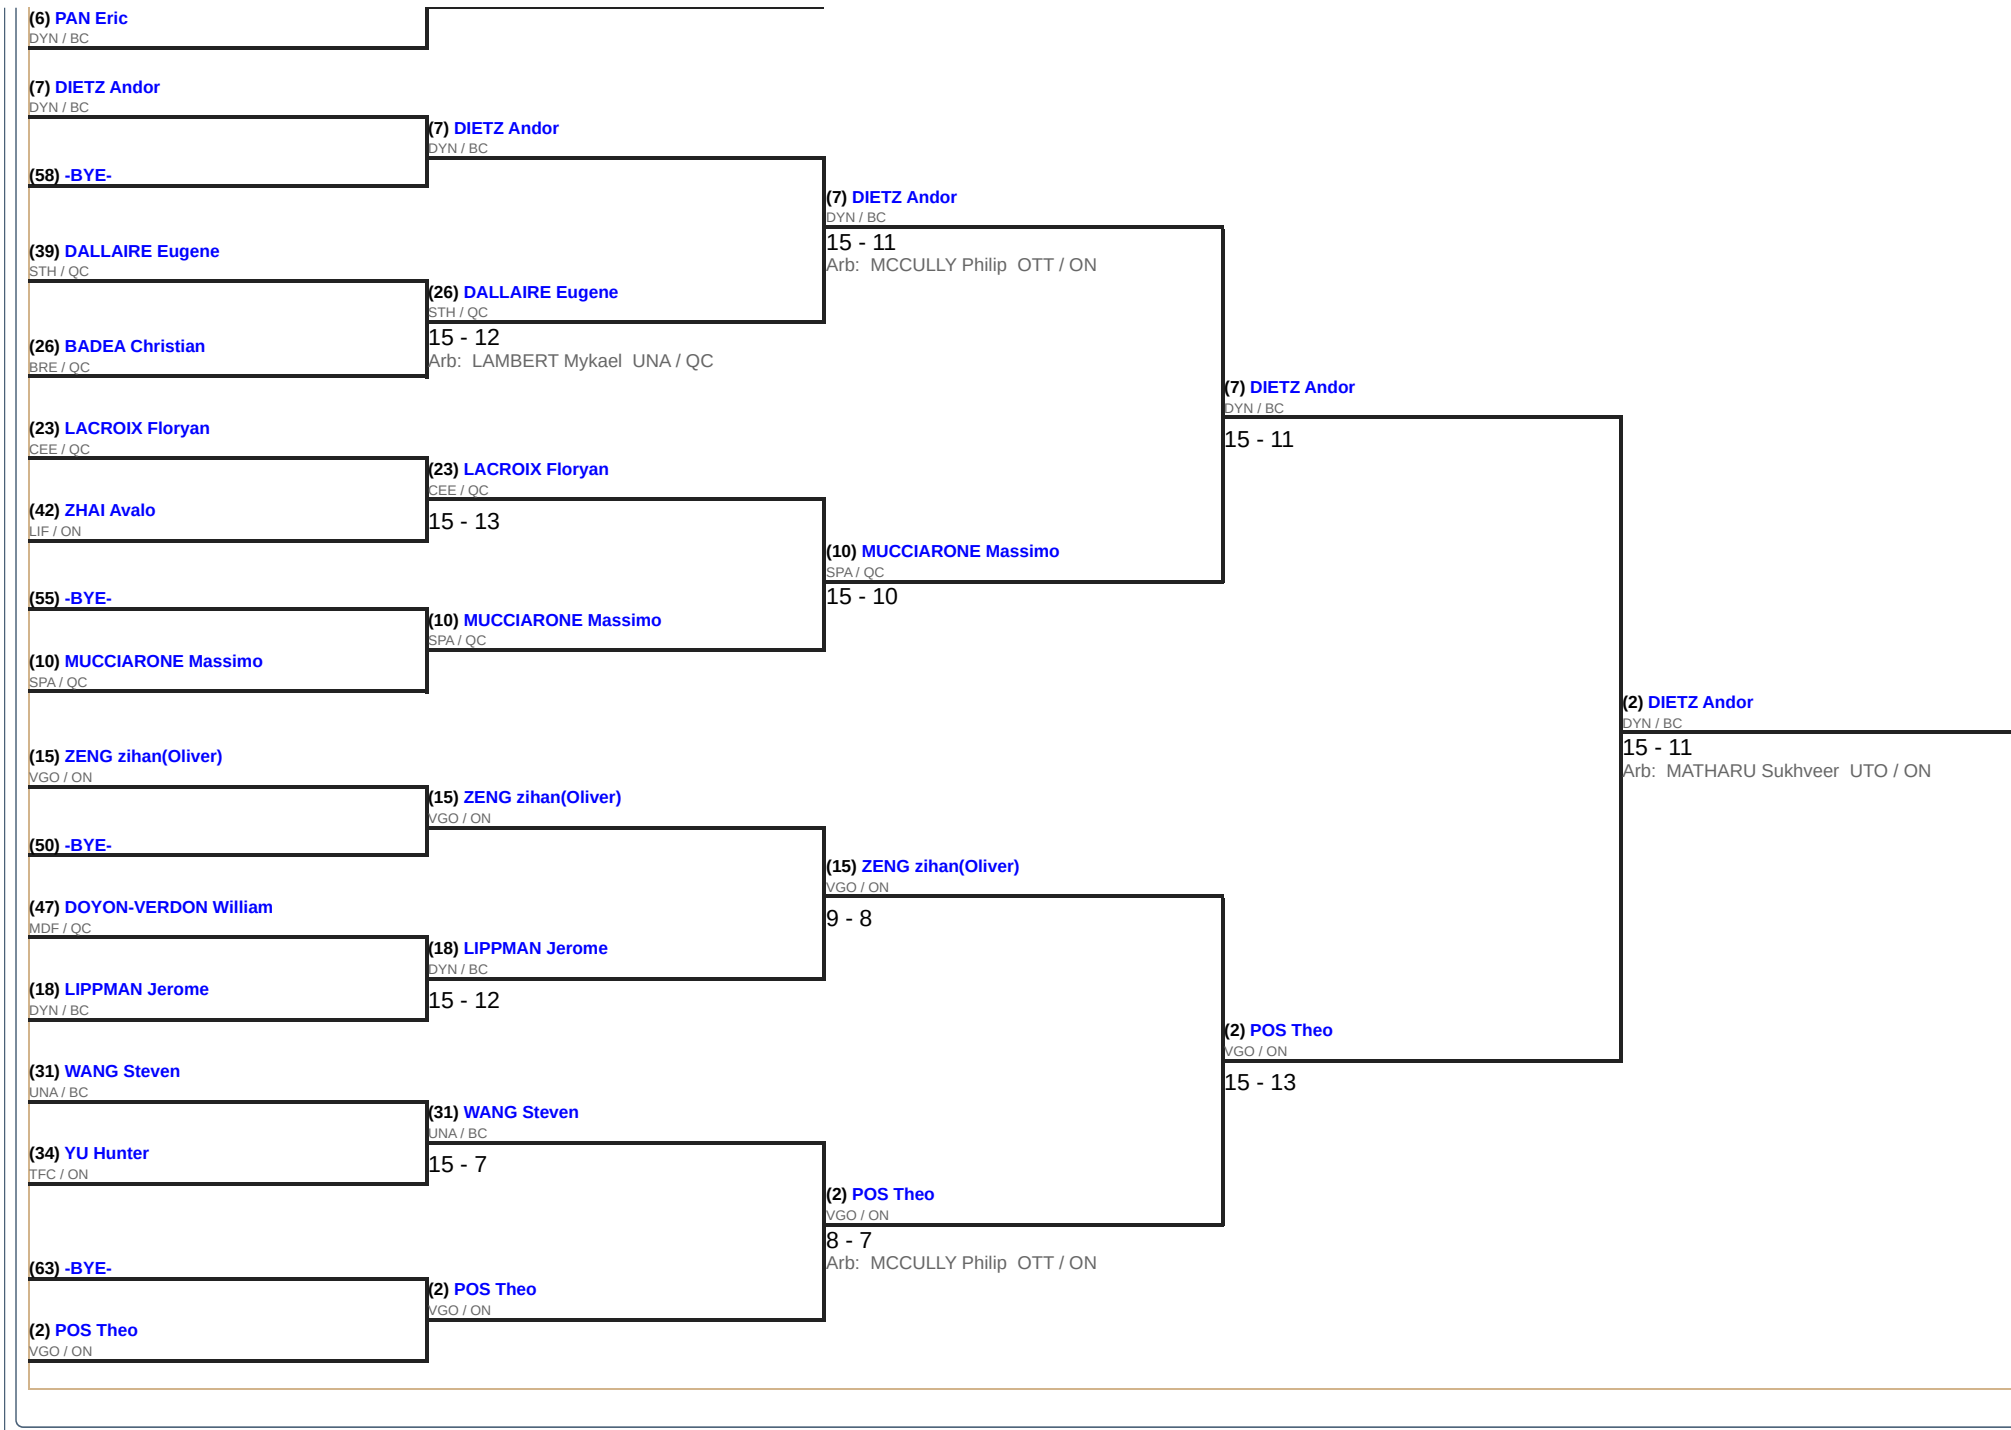 (6) PAN Eric
DYN / BC
(7) DIETZ Andor
DYN / BC
(58) -BYE-
(39) DALLAIRE Eugene
STH / QC
(26) BADEA Christian
BRE / QC
(23) LACROIX Floryan
CEE / QC
(42) ZHAI Avalo
LIF / ON
(55) -BYE-
(10) MUCCIARONE Massimo
SPA / QC
(15) ZENG zihan(Oliver)
VGO / ON
(50) -BYE-
(47) DOYON-VERDON William
MDF / QC
(18) LIPPMAN Jerome
DYN / BC
(31) WANG Steven
UNA / BC
(34) YU Hunter
TFC / ON
(63) -BYE-
(2) POS Theo
VGO / ON
(7) DIETZ Andor
DYN / BC
(26) DALLAIRE Eugene
STH / QC
15 - 12
Arb: LAMBERT Mykael UNA / QC
(23) LACROIX Floryan
CEE / QC
15 - 13
(10) MUCCIARONE Massimo
SPA / QC
(15) ZENG zihan(Oliver)
VGO / ON
(18) LIPPMAN Jerome
DYN / BC
15 - 12
(31) WANG Steven
UNA / BC
15 - 7
(2) POS Theo
VGO / ON
(7) DIETZ Andor
DYN / BC
15 - 11
Arb: MCCULLY Philip OTT / ON
(10) MUCCIARONE Massimo
SPA / QC
15 - 10
(15) ZENG zihan(Oliver)
VGO / ON
9 - 8
(2) POS Theo
VGO / ON
8 - 7
Arb: MCCULLY Philip OTT / ON
(7) DIETZ Andor
DYN / BC
15 - 11
(2) POS Theo
VGO / ON
15 - 13
(2) DIETZ Andor
DYN / BC
15 - 11
Arb: MATHARU Sukhveer UTO / ON